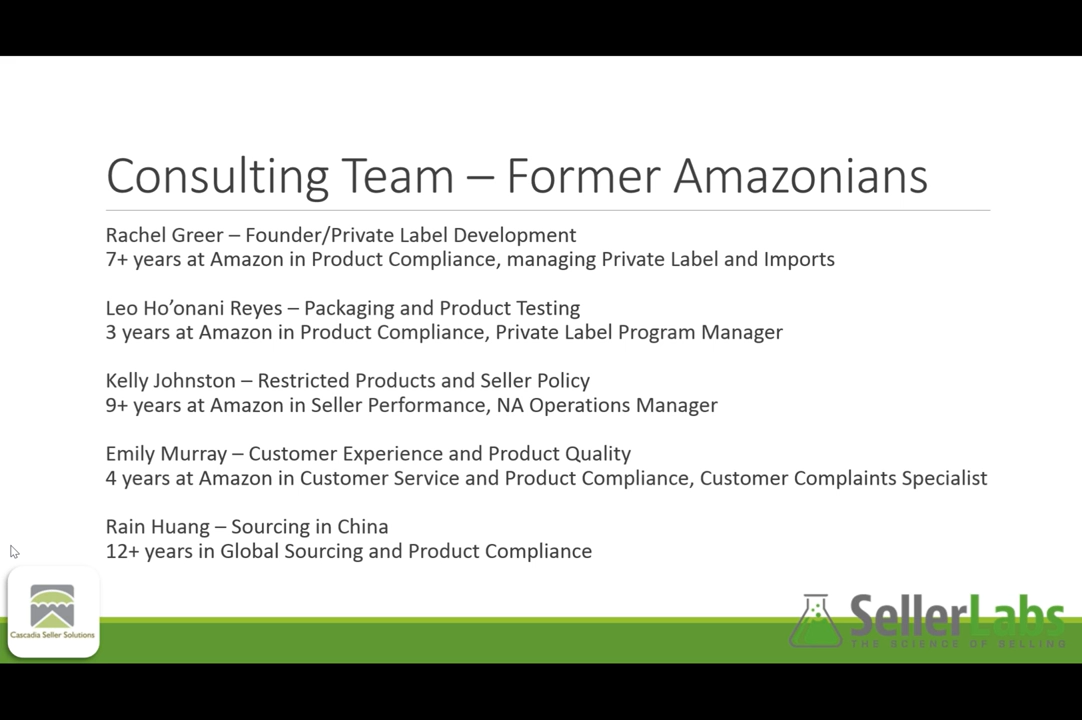 Consulting Team – Former Amazonians
Rachel Greer – Founder/Private Label Development
7+ years at Amazon in Product Compliance, managing Private Label and Imports
Leo Ho’onani Reyes – Packaging and Product Testing
3 years at Amazon in Product Compliance, Private Label Program Manager
Kelly Johnston – Restricted Products and Seller Policy
9+ years at Amazon in Seller Performance, NA Operations Manager
Emily Murray – Customer Experience and Product Quality
4 years at Amazon in Customer Service and Product Compliance, Customer Complaints Specialist
Rain Huang – Sourcing in China
12+ years in Global Sourcing and Product Compliance
Cascadia Seller Solutions
SellerLabs
THE SCIENCE OF SELLING